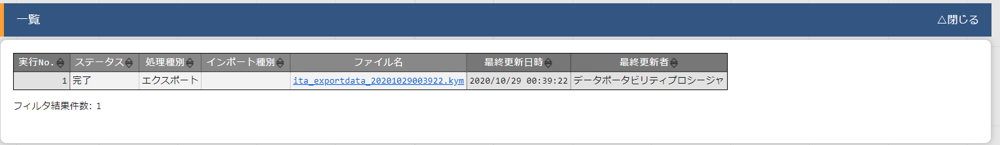 一覧 △閉じる
実行No. ステータス 処理種別 インポート種別 ファイル名 最終更新日時 最終更新者
1 完了 エクスポート ita_exportdata_20201029003922.kym 2020/10/29 00:39:22 データポータビリティプロシージャ
フィルタ結果件数: 1